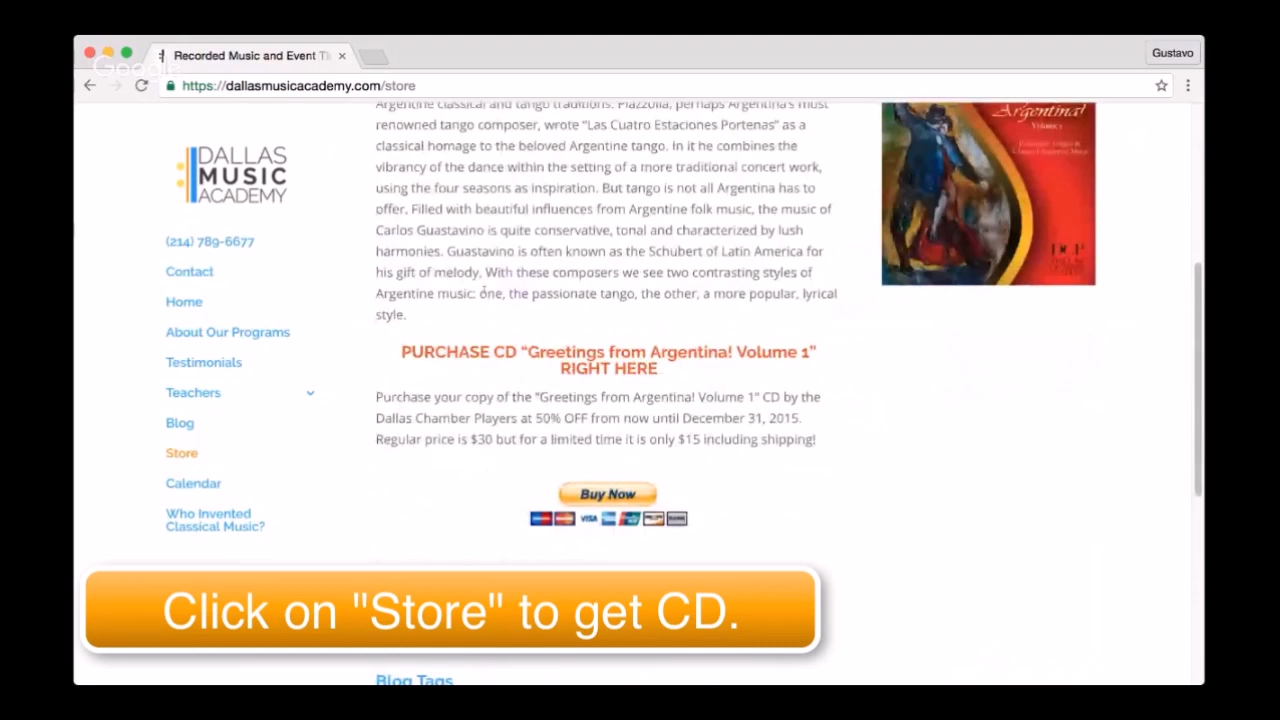 Recorded Music and Event T
Gustavo
Google
https://dallasmusicacademy.com/store
DALLAS
MUSIC
ACADEMY
(214) 789-6677
Contact
Home
About Our Programs
Testimonials
Teachers
Blog
Store
Calendar
Who Invented
Classical Music?
Argentine classical and tango traditions. Piazzolla, perhaps Argentina's most
renowned tango composer, wrote "Las Cuatro Estaciones Portenas" as a
classical homage to the beloved Argentine tango. In it he combines the
vibrancy of the dance within the setting of a more traditional concert work,
using the four seasons as inspiration. But tango is not all Argentina has to
offer. Filled with beautiful influences from Argentine folk music, the music of
Carlos Guastavino is quite conservative, tonal and characterized by lush
harmonies. Guastavino is often known as the Schubert of Latin America for
his gift of melody. With these composers we see two contrasting styles of
Argentine music: one, the passionate tango, the other, a more popular, lyrical
style.
PURCHASE CD "Greetings from Argentina! Volume 1"
RIGHT HERE
Purchase your copy of the "Greetings from Argentina! Volume 1" CD by the
Dallas Chamber Players at 50% OFF from now until December 31, 2015.
Regular price is $30 but for a limited time it is only $15 including shipping!
Buy Now
VISA
Argentina!
Volume 1
DCP
Click on "Store" to get CD.
Blog Tags